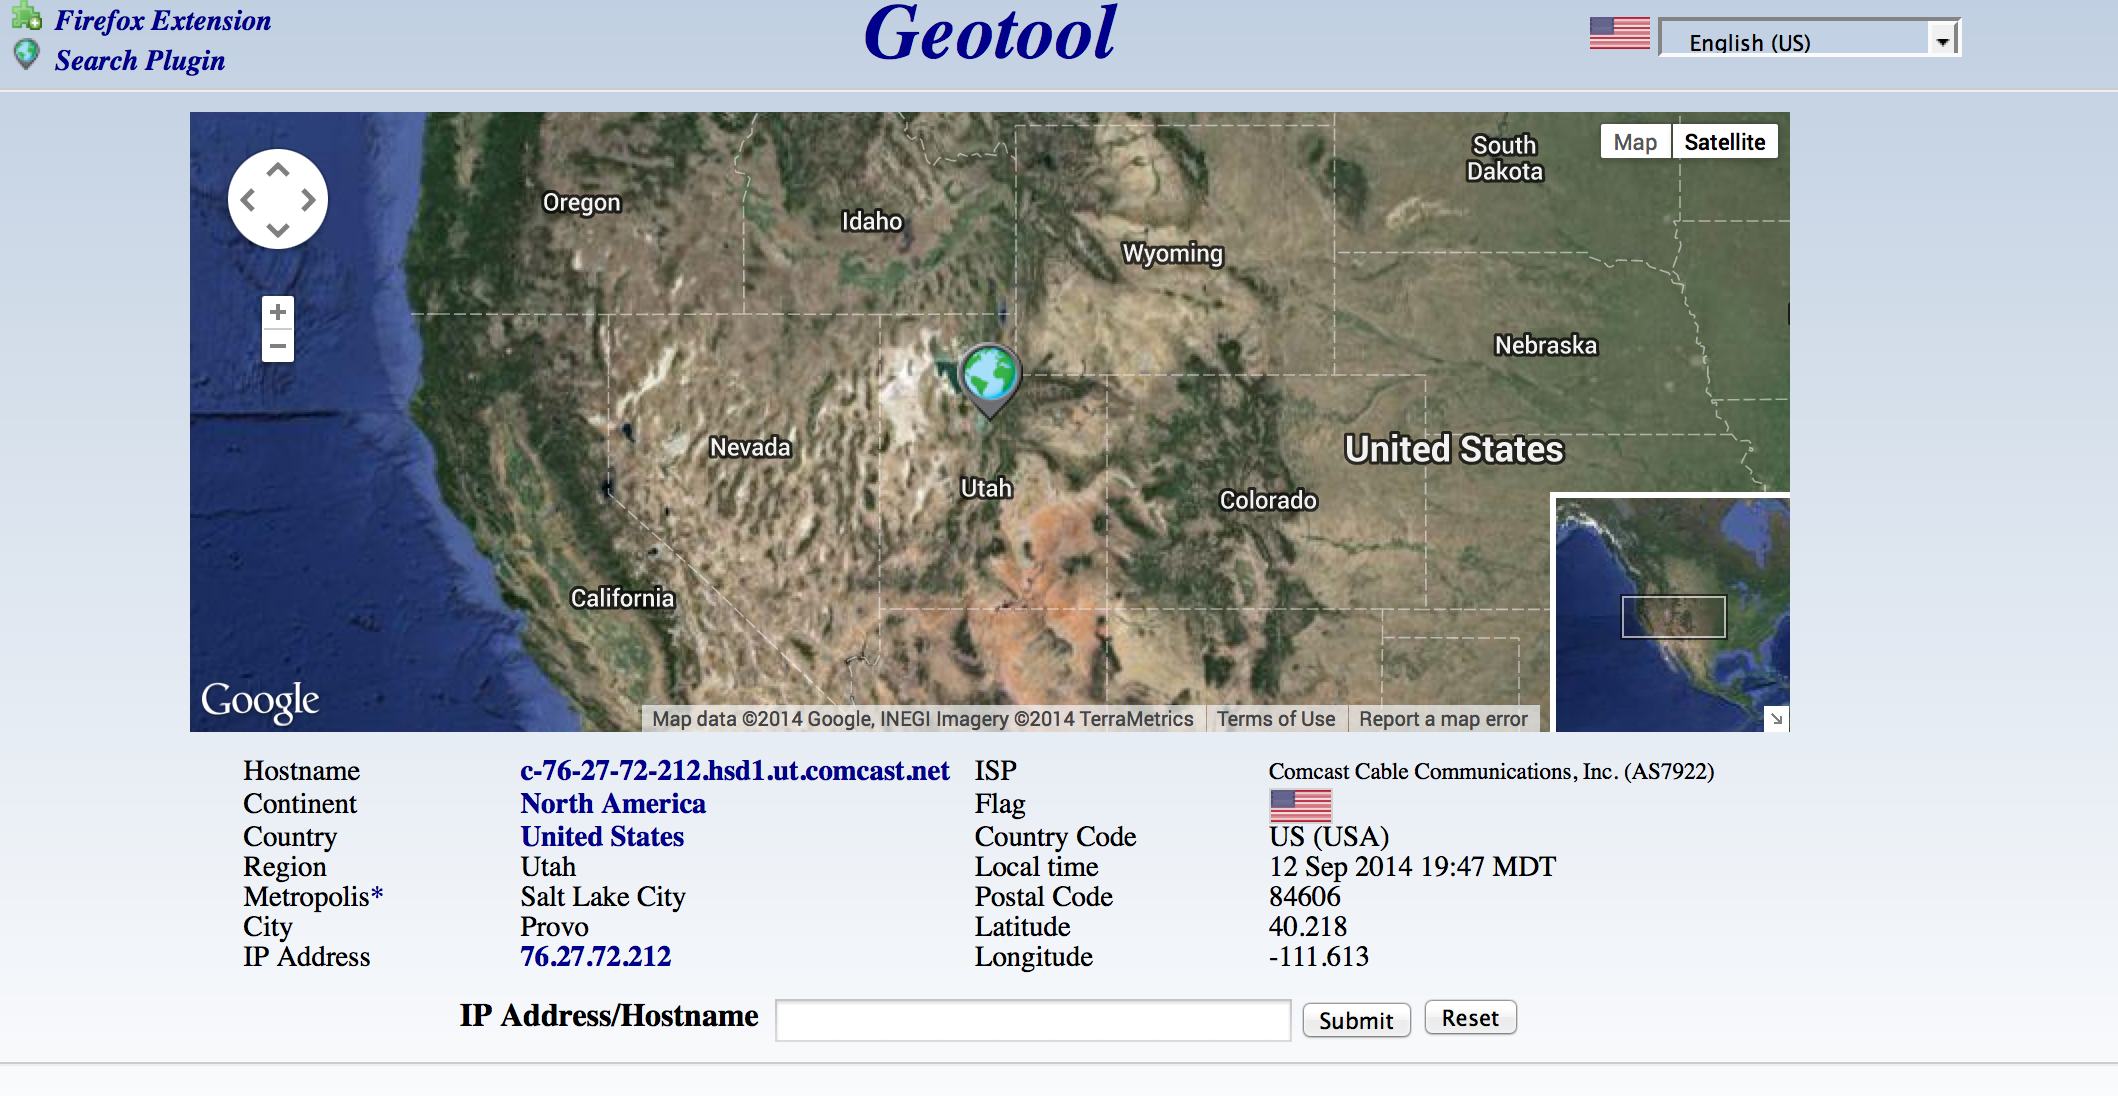 Firefox Extension
Search Plugin
Geotool
English (US)
Map Satellite
South
Dakota
Oregon
Idaho
Wyoming
Nebraska
Nevada
United States
Utah
Colorado
California
Google
Map data ©2014 Google, INEGI Imagery ©2014 TerraMetrics Terms of Use Report a map error
Hostname c-76-27-72-212.hsd1.ut.comcast.net ISP Comcast Cable Communications, Inc. (AS7922)
Continent North America Flag
Country United States Country Code US (USA)
Region Utah Local time 12 Sep 2014 19:47 MDT
Metropolis* Salt Lake City Postal Code 84606
City Provo Latitude 40.218
IP Address 76.27.72.212 Longitude -111.613
IP Address/Hostname Submit Reset